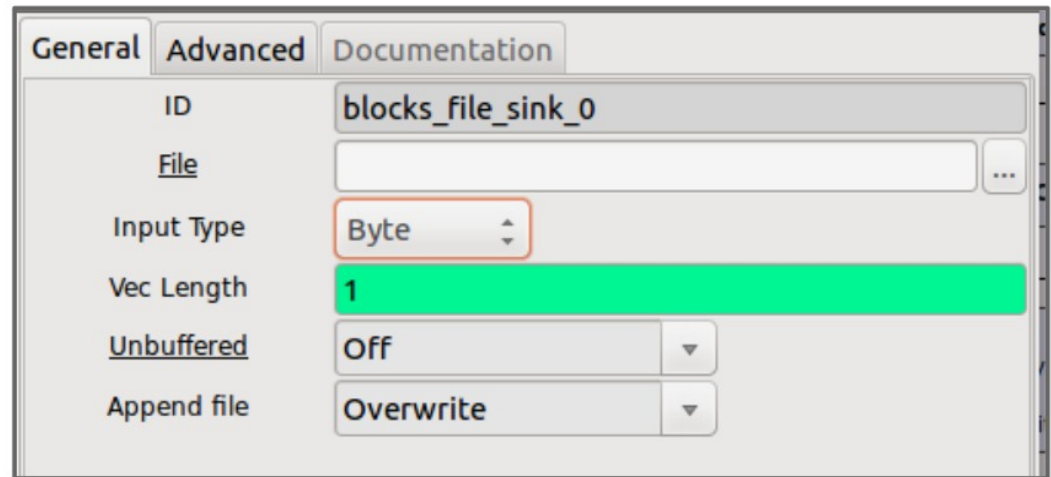 General Advanced Documentation
ID blocks_file_sink_0
File ...
Input Type Byte
Vec Length 1
Unbuffered Off
Append file Overwrite